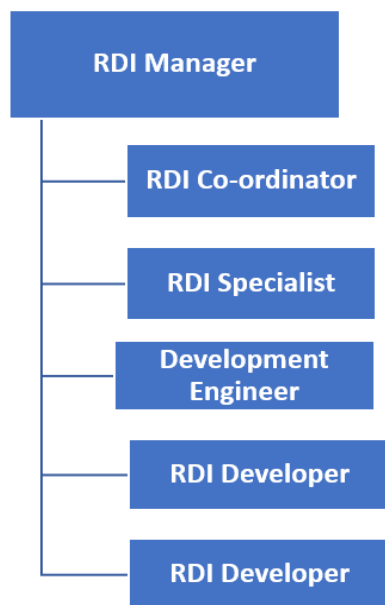 RDI Manager
RDI Co-ordinator
RDI Specialist
Development
Engineer
RDI Developer
RDI Developer